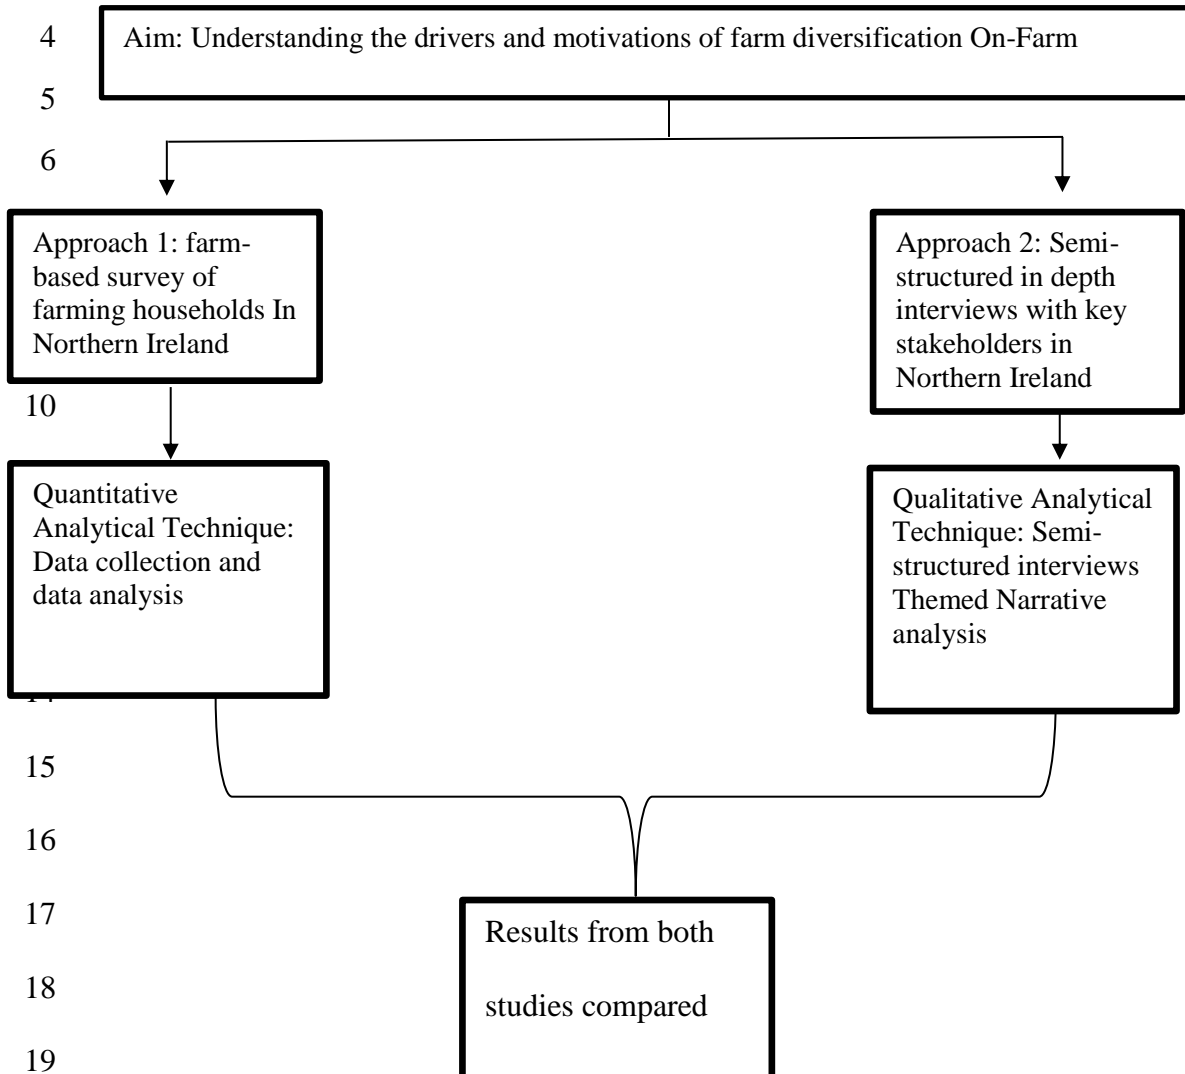 4
Aim: Understanding the drivers and motivations of farm diversification On-Farm
5
6
Approach 1: farm-
based survey of
farming households In
Northern Ireland
Approach 2: Semi-
structured in depth
interviews with key
stakeholders in
Northern Ireland
10
Quantitative
Analytical Technique:
Data collection and
data analysis
Qualitative Analytical
Technique: Semi-
structured interviews
Themed Narrative
analysis
15
16
17
Results from both
18
studies compared
19